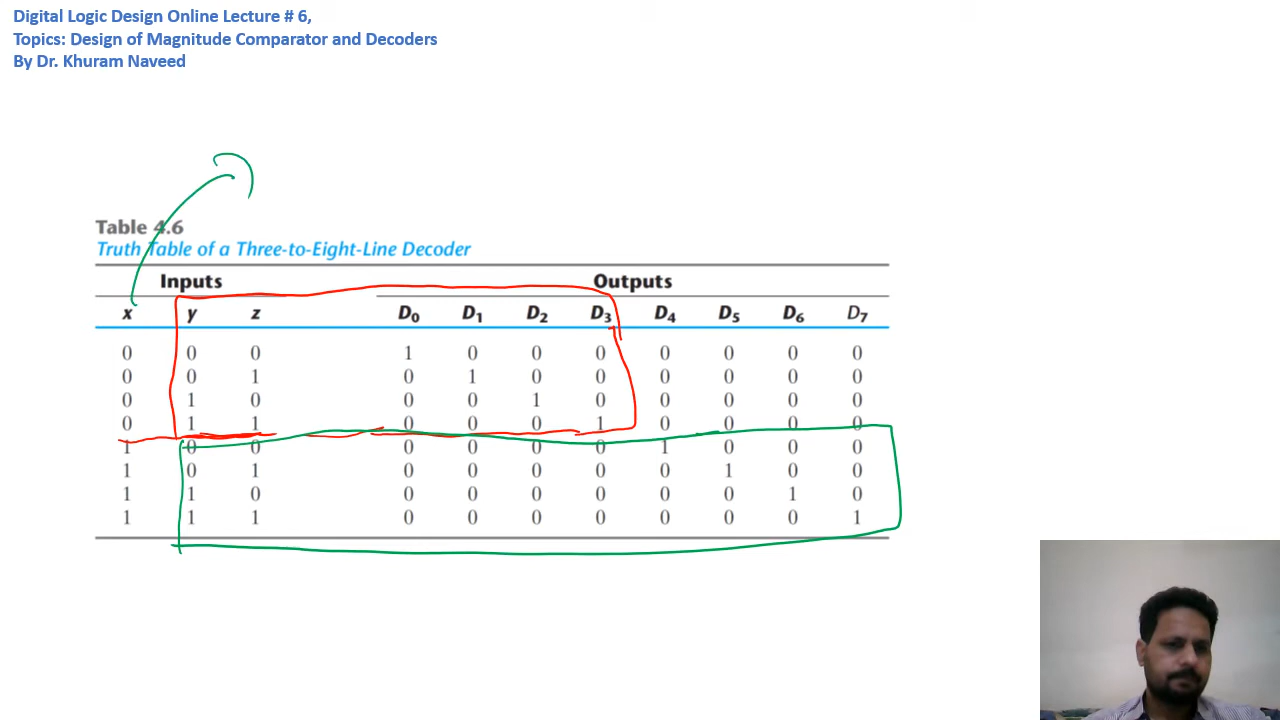 Digital Logic Design Online Lecture # 6,
Topics: Design of Magnitude Comparator and Decoders
By Dr. Khuram Naveed
Table 4.6
Truth Table of a Three-to-Eight-Line Decoder
Inputs Outputs
x y z D0 D1 D2 D3 D4 D5 D6 D7
0 0 0 1 0 0 0 0 0 0 0
0 0 1 0 1 0 0 0 0 0 0
0 1 0 0 0 1 0 0 0 0 0
0 1 1 0 0 0 1 0 0 0 0
1 0 0 0 0 0 0 1 0 0 0
1 0 1 0 0 0 0 0 1 0 0
1 1 0 0 0 0 0 0 0 1 0
1 1 1 0 0 0 0 0 0 0 1